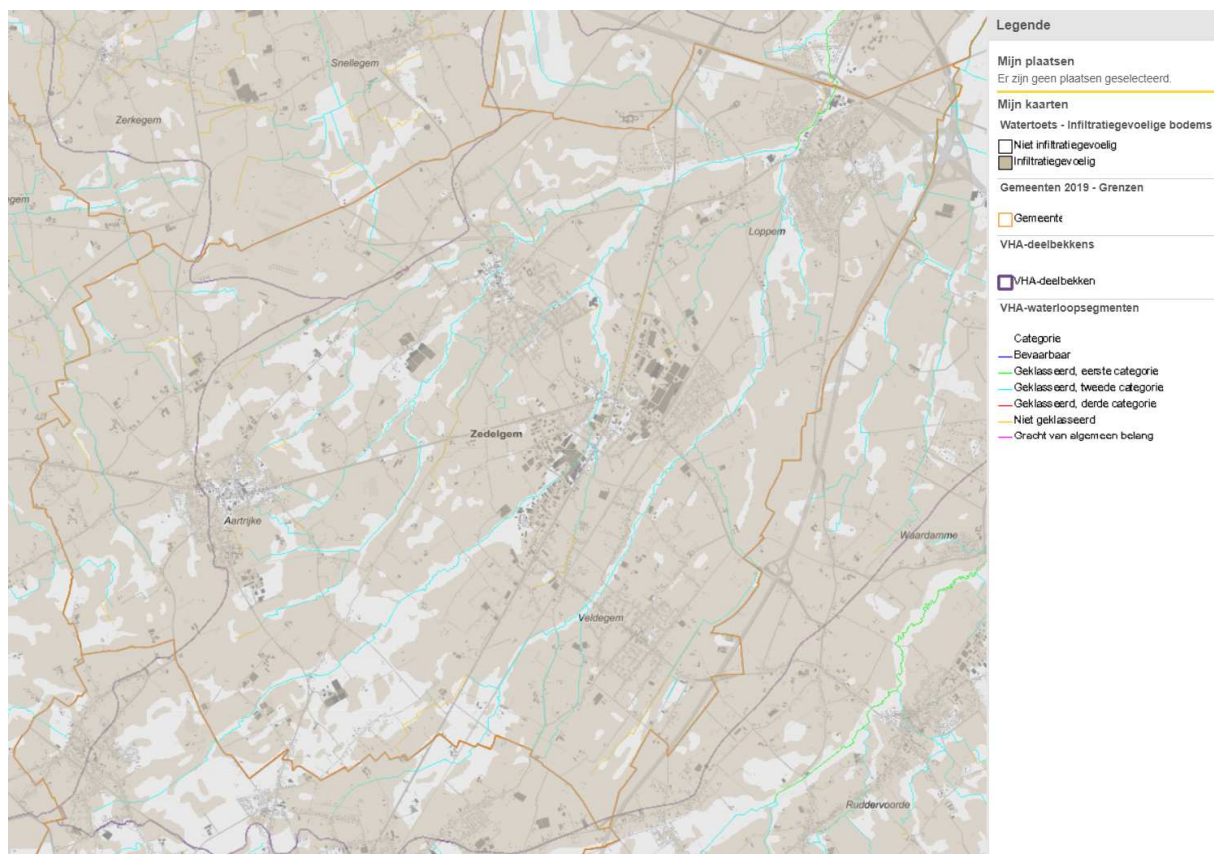 Legende
Mijn plaatsen
Er zijn geen plaatsen geselecteerd.
Mijn kaarten
Watertoets - Infiltratiegevoelige bodems
Niet infiltratiegevoelig
Infiltratiegevoelig
Gemeenten 2019 - Grenzen
Gemeente
VHA-deelbekkens
VHA-deelbekken
VHA-waterloopsegmenten
Categorie
Bevaarbaar
Geklasseerd, eerste categorie
Geklasseerd, tweede categorie
Geklasseerd, derde categorie
Niet geklasseerd
Gracht van algemeen belang
Snellegem
Zerkegem
egem
Loppem
Zedelgem
Aartrijke
Waardamme
Veldegem
Ruddervoorde